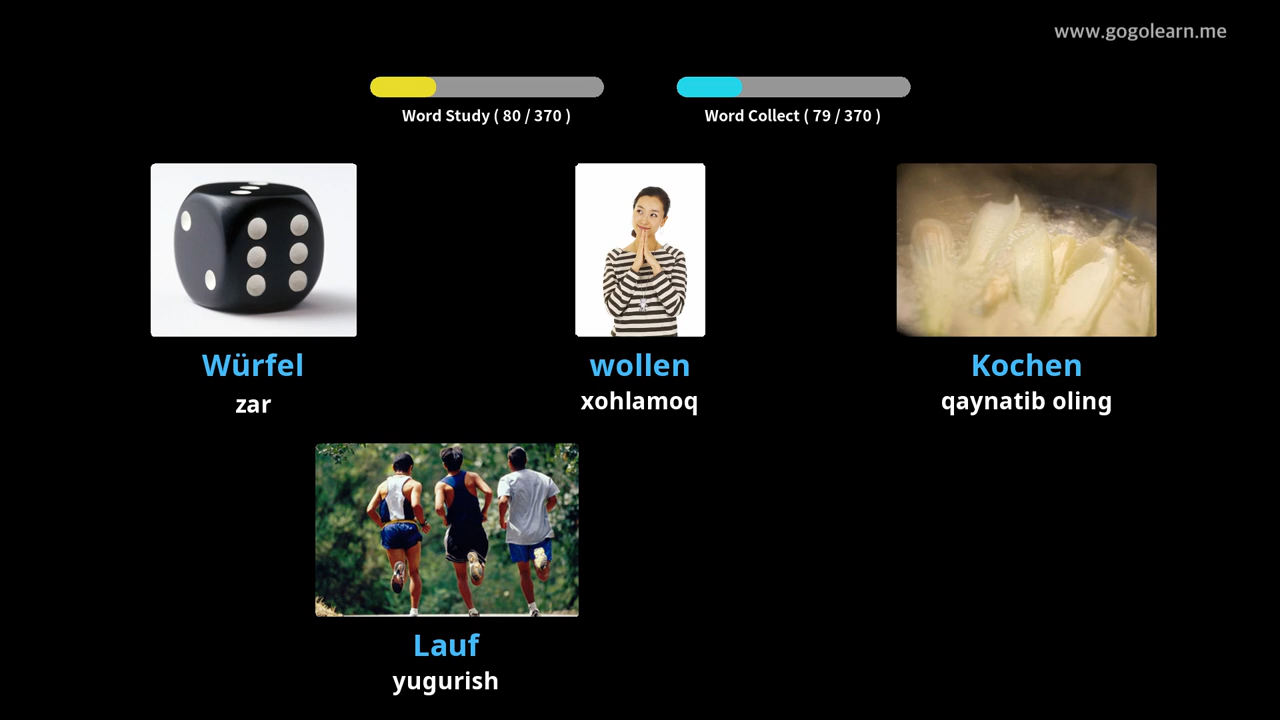 www.gogolearn.me
Word Study ( 80 / 370 )
Word Collect ( 79 / 370 )
Würfel
zar
wollen
xohlamoq
Kochen
qaynatib oling
Lauf
yugurish